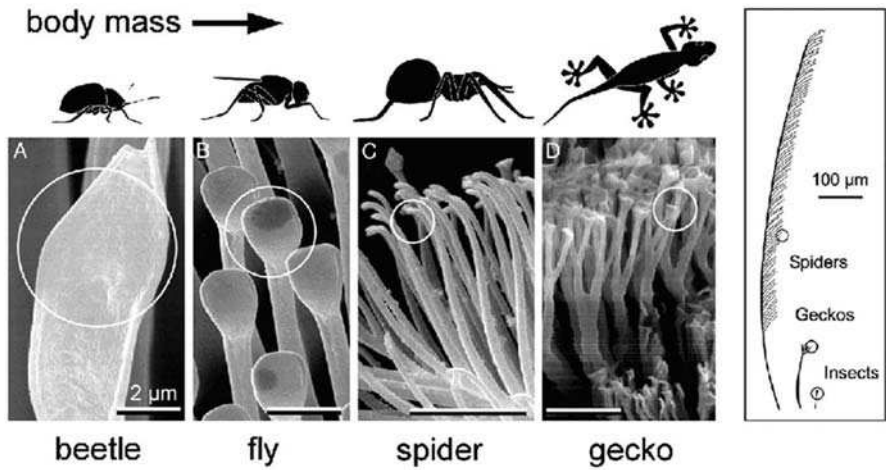 body mass
A
B
C
D
2 μm
beetle
fly
spider
gecko
100 μm
Spiders
Geckos
Insects